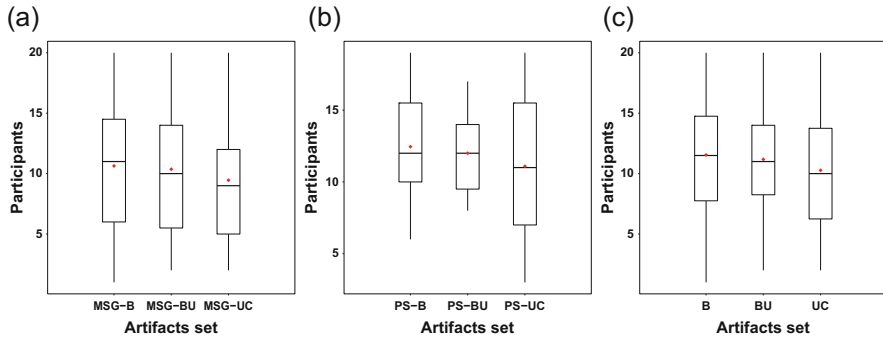 (a)
Participants
20
15
10
5
MSG−B MSG−BU MSG−UC
Artifacts set
(b)
Participants
15
10
5
PS−B PS−BU PS−UC
Artifacts set
(c)
Participants
20
15
10
5
B BU UC
Artifacts set